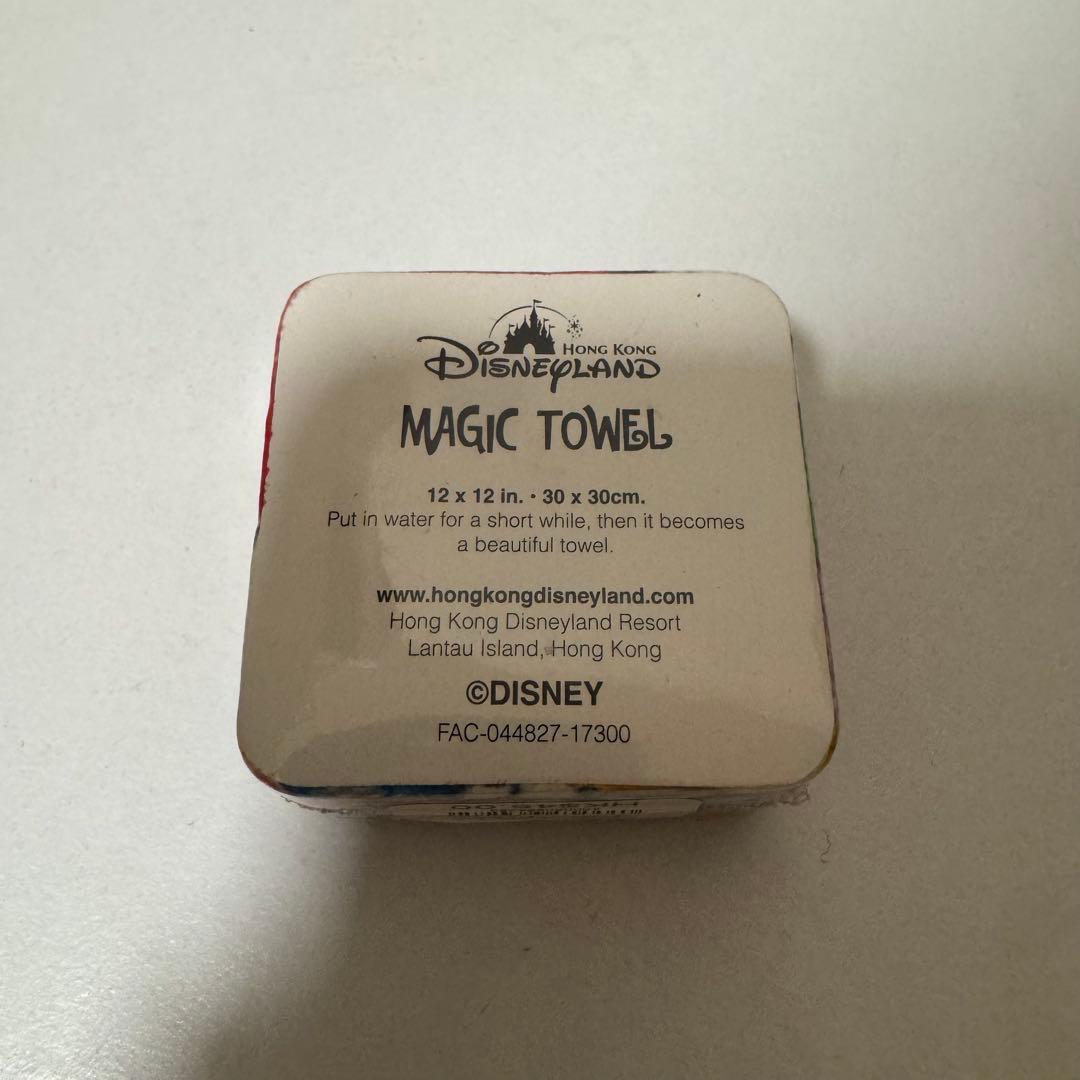 HONG KONG
DISNEYLAND
MAGIC TOWEL
12 x 12 in. • 30 x 30cm.
Put in water for a short while, then it becomes
a beautiful towel.
www.hongkongdisneyland.com
Hong Kong Disneyland Resort
Lantau Island, Hong Kong
©DISNEY
FAC-044827-17300